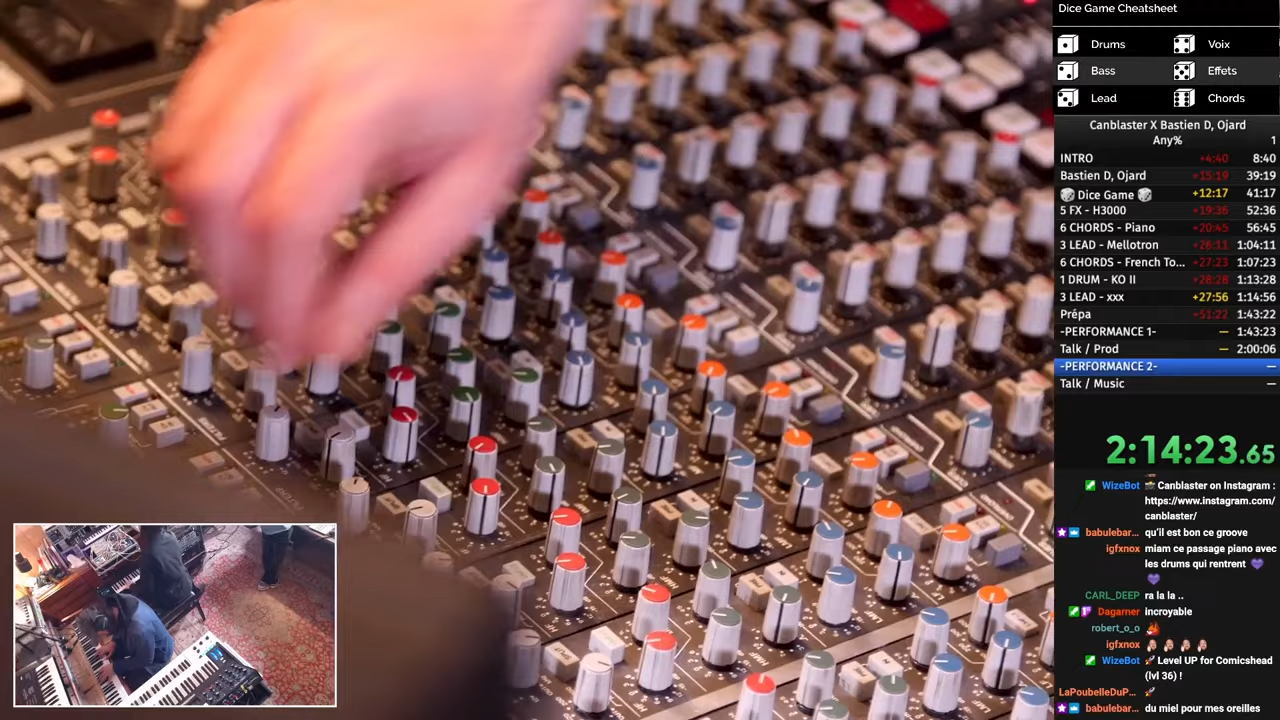 Dice Game Cheatsheet
Drums Voix
Bass Effets
Lead Chords
Canblaster X Bastien D, Ojard
Any% 1
INTRO +4:40 8:40
Bastien D, Ojard +15:19 39:19
🎲 Dice Game 🎲 +12:17 41:17
5 FX - H3000 +19:36 52:36
6 CHORDS - Piano +20:45 56:45
3 LEAD - Mellotron +26:11 1:04:11
6 CHORDS - French To... +27:23 1:07:23
1 DRUM - KO II +28:28 1:13:28
3 LEAD - xxx +27:56 1:14:56
Prépa +51:22 1:43:22
-PERFORMANCE 1- — 1:43:23
Talk / Prod — 2:00:06
-PERFORMANCE 2- —
Talk / Music —
2:14:23.65
WizeBot Canblaster on Instagram :
https://www.instagram.com/
canblaster/
babulebar... qu'il est bon ce groove
igfxnox miam ce passage piano avec
les drums qui rentrent 💜
💜
CARL_DEEP ra la la ..
Dagarner incroyable
robert_o_o
igfxnox
WizeBot 🚀 Level UP for Comicshead
(lvl 36) !
LaPoubelleDuP... 🚀
babulebar... du miel pour mes oreilles